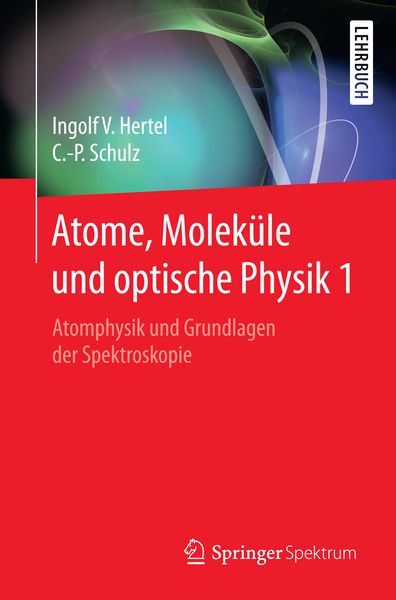 LEHRBUCH
Ingolf V. Hertel
C.-P. Schulz
Atome, Moleküle
und optische Physik 1
Atomphysik und Grundlagen
der Spektroskopie
Springer Spektrum